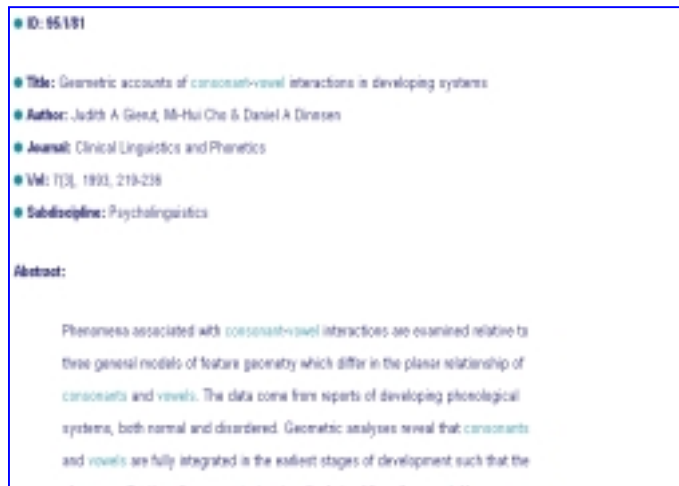 ID: 95.1/81
Title: Geometric accounts of consonant-vowel interactions in developing systems
Author: Judith A Gierut, Mi-Hui Cho & Daniel A Dinnsen
Journal: Clinical Linguistics and Phonetics
Vol: 7(3), 1993, 219-236
Subdiscipline: Psycholinguistics
Abstract:
Phenomena associated with consonant-vowel interactions are examined relative to
three general models of feature geometry which differ in the planar relationship of
consonants and vowels. The data come from reports of developing phonological
systems, both normal and disordered. Geometric analyses reveal that consonants
and vowels are fully integrated in the earliest stages of development such that the